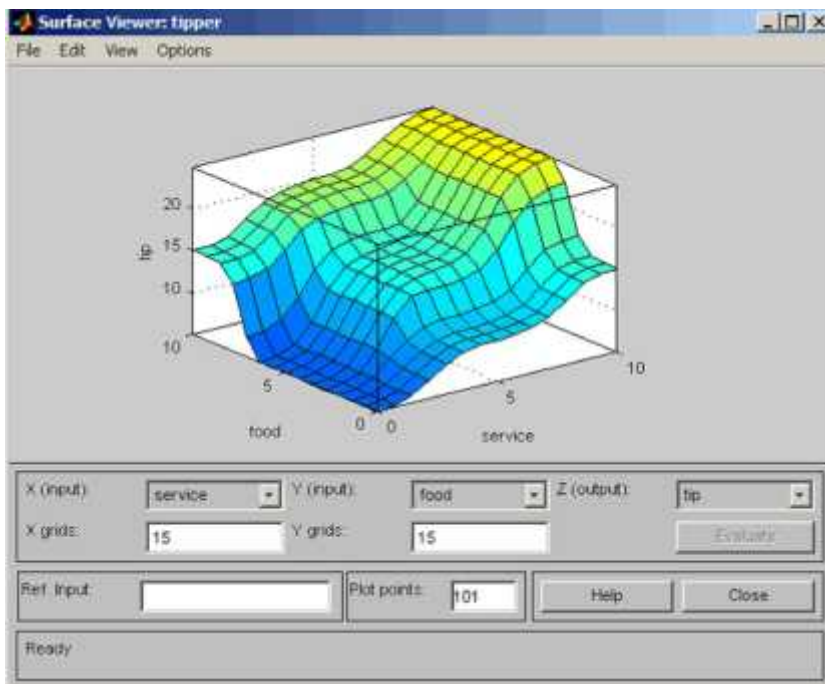 Surface Viewer: tipper
File Edit View Options
20
15
10
tip
10
5
0
food
0
5
10
service
X (input): service Y (input): food Z (output): tip
X grids: 15 Y grids: 15 Evaluate
Ref. Input: Plot points: 101 Help Close
Ready